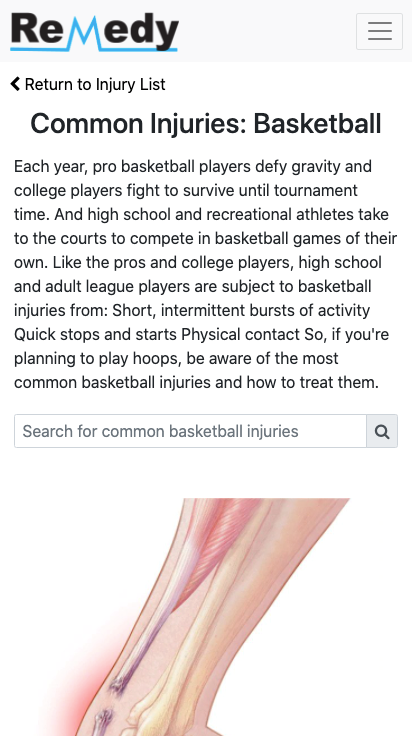 ReMedy
Return to Injury List
Common Injuries: Basketball
Each year, pro basketball players defy gravity and
college players fight to survive until tournament
time. And high school and recreational athletes take
to the courts to compete in basketball games of their
own. Like the pros and college players, high school
and adult league players are subject to basketball
injuries from: Short, intermittent bursts of activity
Quick stops and starts Physical contact So, if you're
planning to play hoops, be aware of the most
common basketball injuries and how to treat them.
Search for common basketball injuries